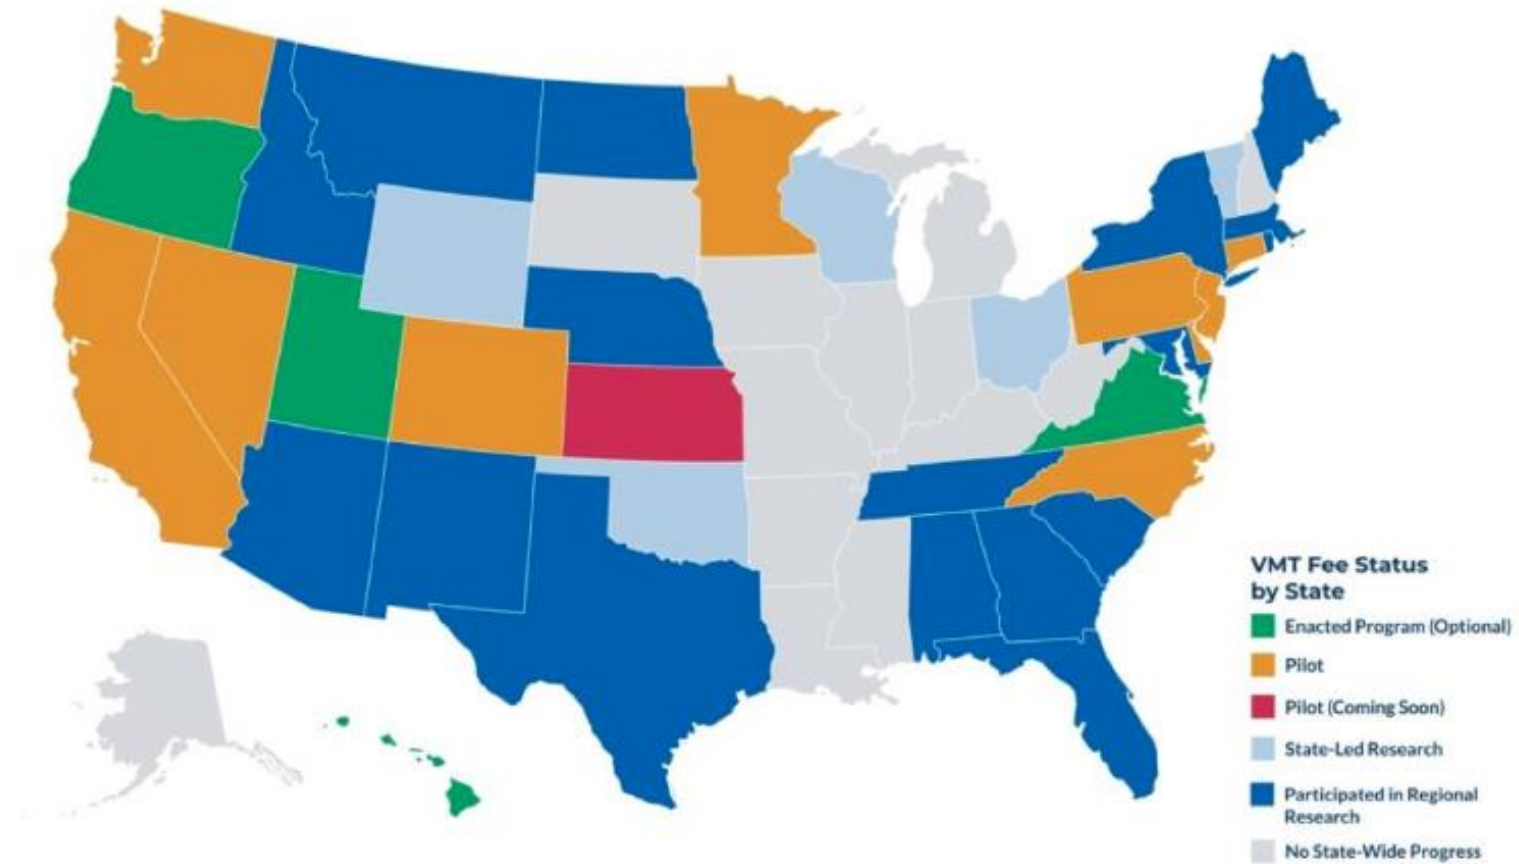 VMT Fee Status
by State
Enacted Program (Optional)
Pilot
Pilot (Coming Soon)
State-Led Research
Participated in Regional
Research
No State-Wide Progress